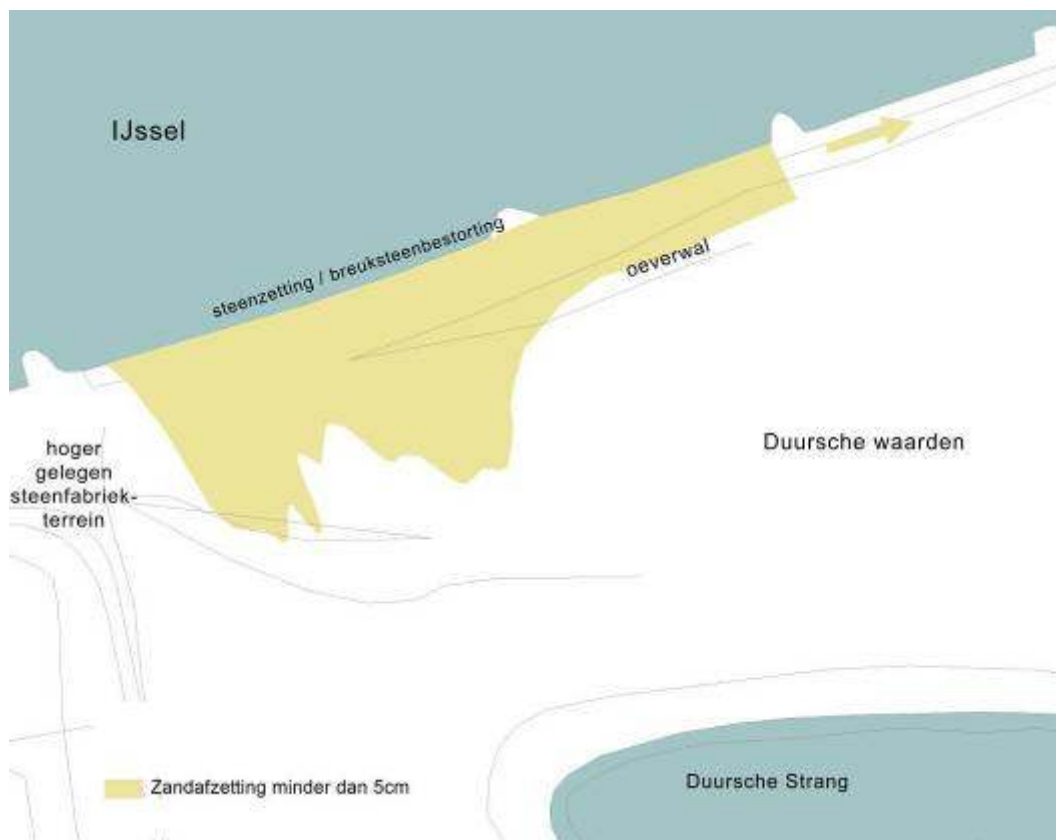 IJssel
steenzetting / breuksteenbestorting
oeverwal
hoger
gelegen
steenfabriek-
terrein
Duursche waarden
Zandafzetting minder dan 5cm
Duursche Strang